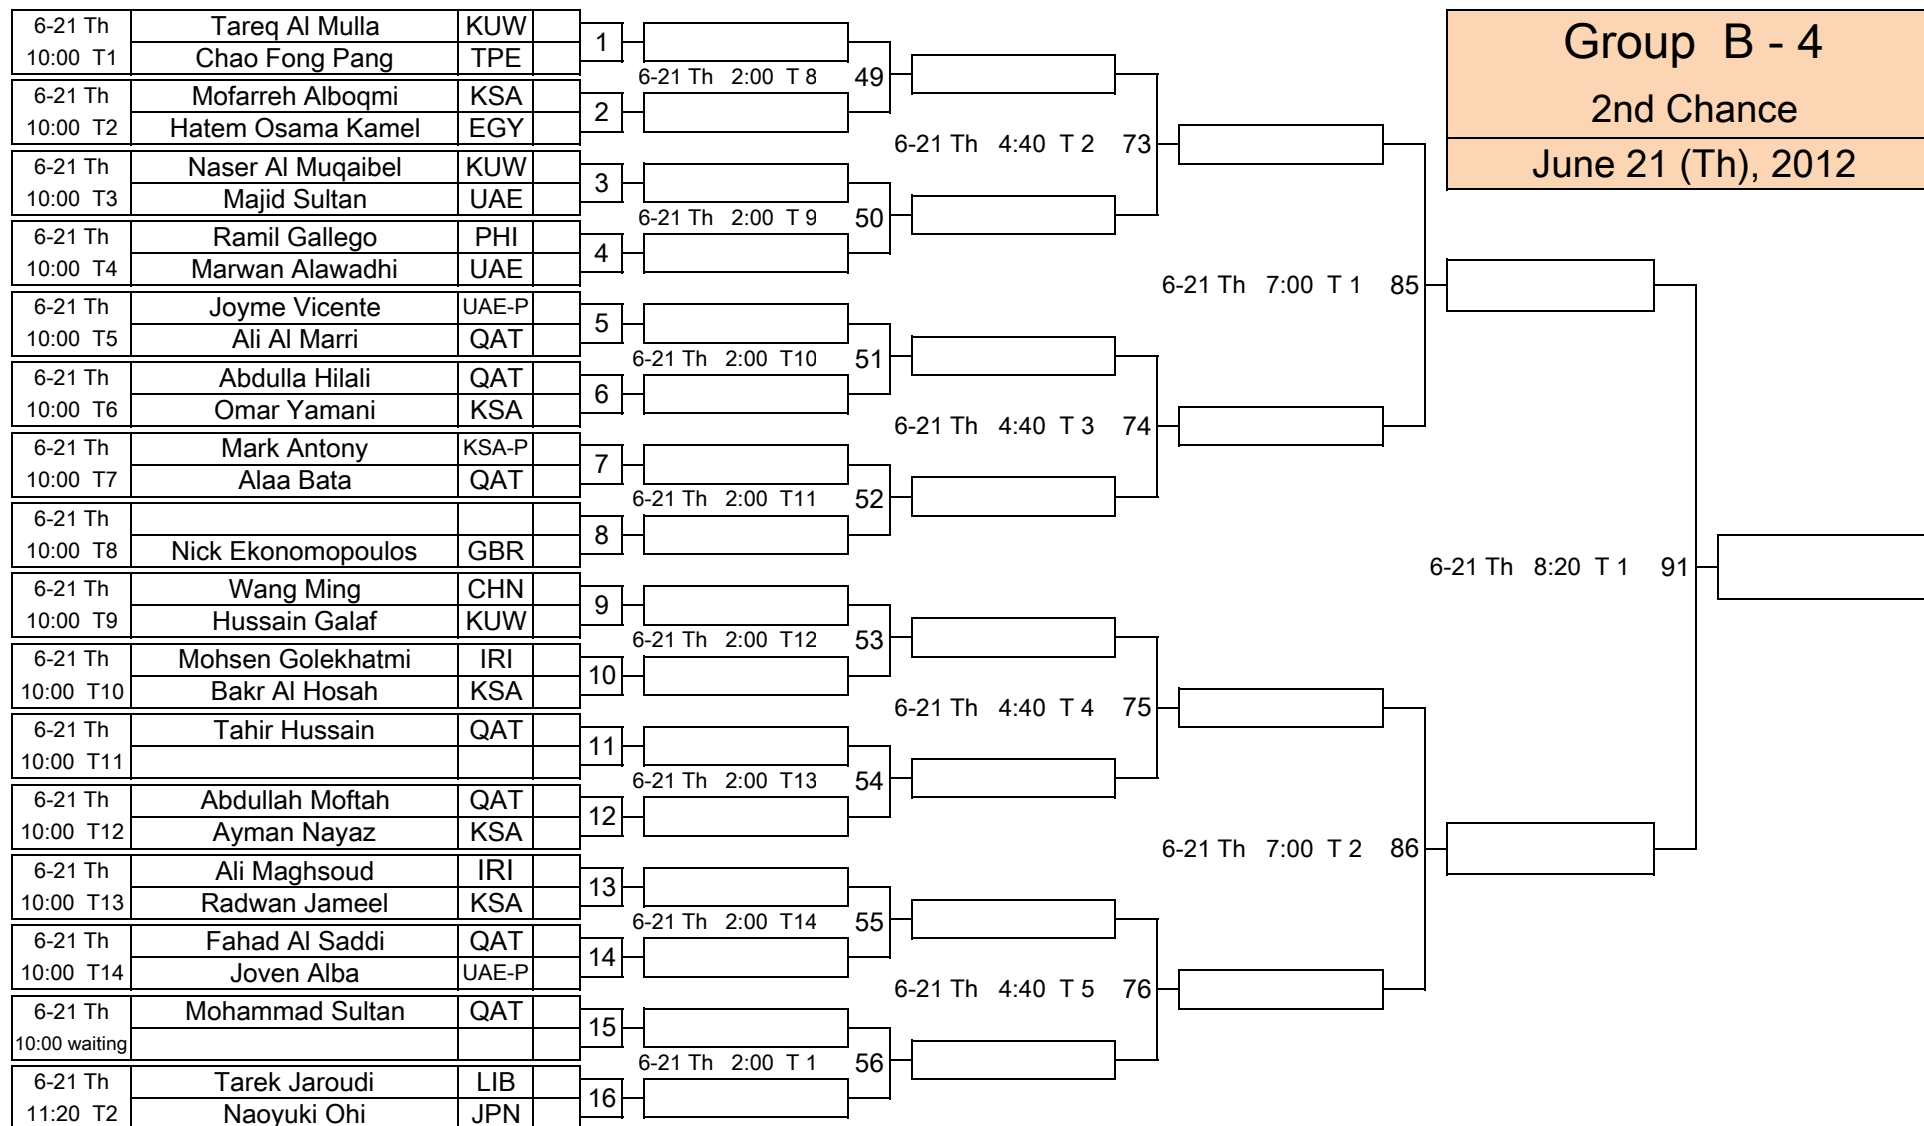 Group B - 4
2nd Chance
June 21 (Th), 2012
6-21 Th Tareq Al Mulla KUW
10:00 T1 Chao Fong Pang TPE
1
6-21 Th Mofarreh Alboqmi KSA
10:00 T2 Hatem Osama Kamel EGY
2
6-21 Th Naser Al Muqaibel KUW
10:00 T3 Majid Sultan UAE
3
6-21 Th Ramil Gallego PHI
10:00 T4 Marwan Alawadhi UAE
4
6-21 Th Joyme Vicente UAE-P
10:00 T5 Ali Al Marri QAT
5
6-21 Th Abdulla Hilali QAT
10:00 T6 Omar Yamani KSA
6
6-21 Th Mark Antony KSA-P
10:00 T7 Alaa Bata QAT
7
6-21 Th
10:00 T8 Nick Ekonomopoulos GBR
8
6-21 Th Wang Ming CHN
10:00 T9 Hussain Galaf KUW
9
6-21 Th Mohsen Golekhatmi IRI
10:00 T10 Bakr Al Hosah KSA
10
6-21 Th Tahir Hussain QAT
10:00 T11
11
6-21 Th Abdullah Moftah QAT
10:00 T12 Ayman Nayaz KSA
12
6-21 Th Ali Maghsoud IRI
10:00 T13 Radwan Jameel KSA
13
6-21 Th Fahad Al Saddi QAT
10:00 T14 Joven Alba UAE-P
14
6-21 Th Mohammad Sultan QAT
10:00 waiting
15
6-21 Th Tarek Jaroudi LIB
11:20 T2 Naoyuki Ohi JPN
16
6-21 Th 2:00 T 8 49
6-21 Th 2:00 T 9 50
6-21 Th 2:00 T10 51
6-21 Th 2:00 T11 52
6-21 Th 2:00 T12 53
6-21 Th 2:00 T13 54
6-21 Th 2:00 T14 55
6-21 Th 2:00 T 1 56
6-21 Th 4:40 T 2 73
6-21 Th 4:40 T 3 74
6-21 Th 4:40 T 4 75
6-21 Th 4:40 T 5 76
6-21 Th 7:00 T 1 85
6-21 Th 7:00 T 2 86
6-21 Th 8:20 T 1 91